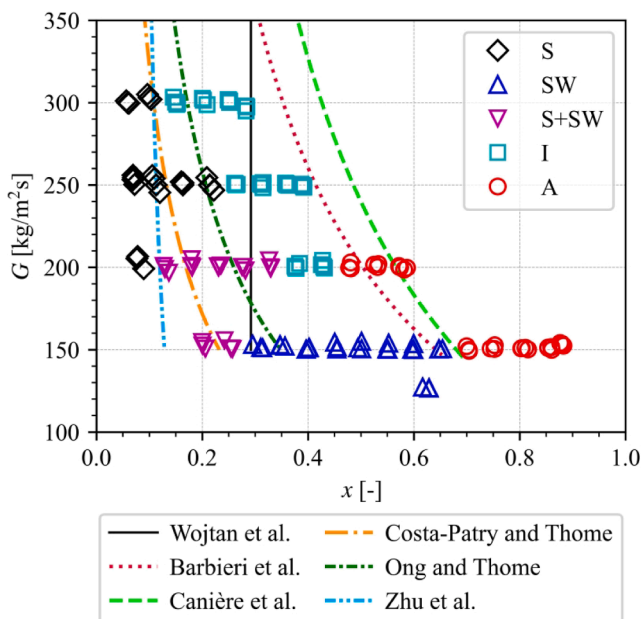 350
300
250
200
150
100
G [kg/m²s]
S
SW
S+SW
I
A
0.0 0.2 0.4 0.6 0.8 1.0
x [-]
Wojtan et al. Costa-Patry and Thome
Barbieri et al. Ong and Thome
Canière et al. Zhu et al.